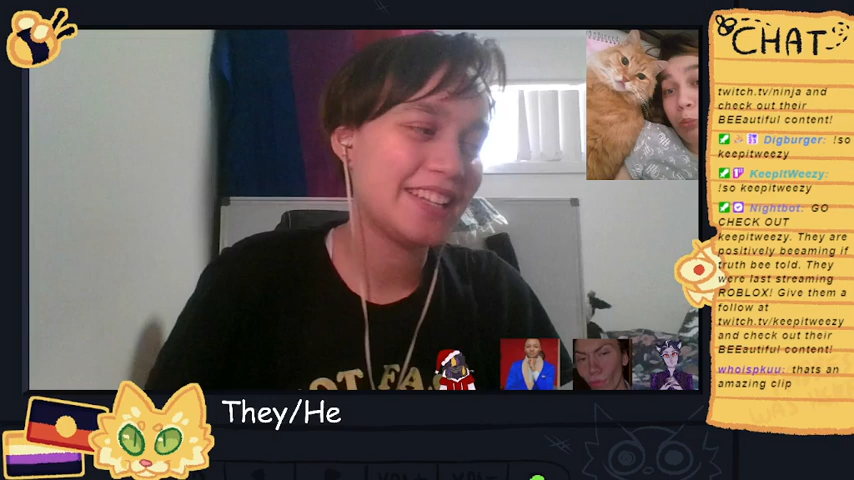 CHAT
twitch.tv/ninja and
check out their
BEEautiful content!
Digburger: !so
keepitweezy
KeepItWeezy:
!so keepitweezy
Nightbot: GO
CHECK OUT
keepitweezy. They are
positively beeaming if
truth bee told. They
were last streaming
ROBLOX! Give them a
follow at
twitch.tv/keepitweezy
and check out their
BEEautiful content!
whoispkuu: thats an
amazing clip
They/He